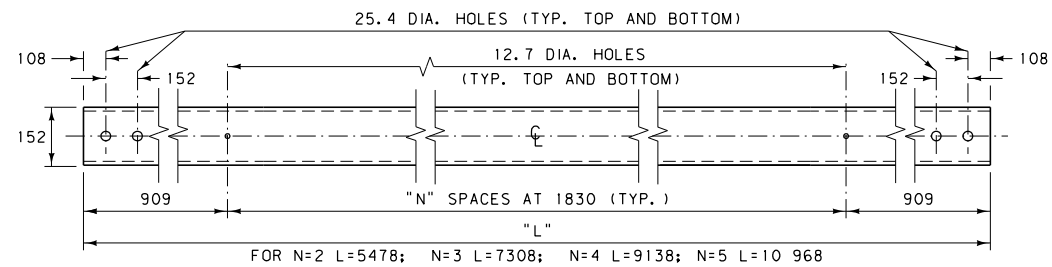 25.4 DIA. HOLES (TYP. TOP AND BOTTOM)
108
12.7 DIA. HOLES
108
152
(TYP. TOP AND BOTTOM)
152
152
℄
909
"N" SPACES AT 1830 (TYP.)
909
"L"
FOR N=2 L=5478; N=3 L=7308; N=4 L=9138; N=5 L=10 968